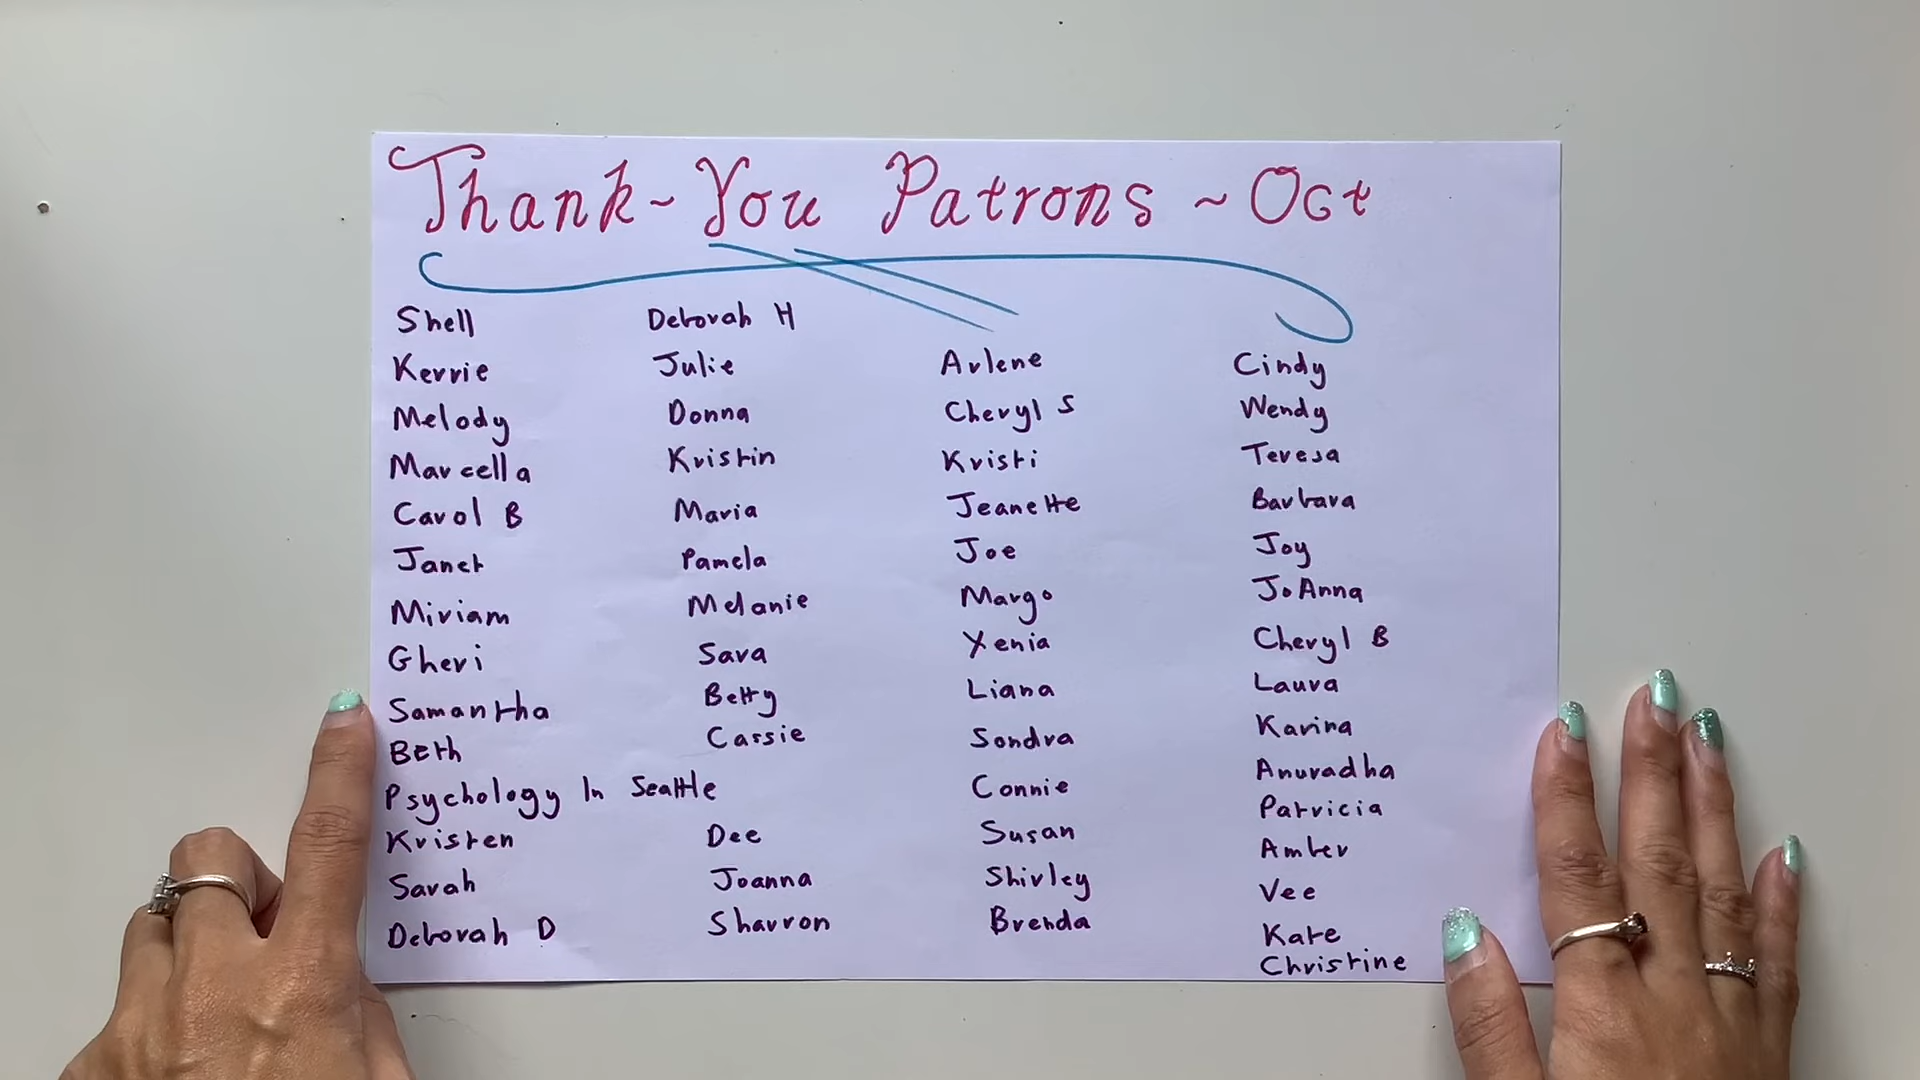 Thank-You Patrons ~ Oct
Shell
Kerrie
Melody
Marcella
Carol B
Janet
Miriam
Gheri
Samantha
Beth
Psychology In Seattle
Kristen
Sarah
Deborah D
Deborah H
Julie
Donna
Kristin
Maria
Pamela
Melanie
Sara
Betty
Cassie
Dee
Joanna
Sharron
Arlene
Cheryl S
Kristi
Jeanette
Joe
Margo
Xenia
Liana
Sondra
Connie
Susan
Shirley
Brenda
Cindy
Wendy
Teresa
Barbara
Joy
JoAnna
Cheryl B
Laura
Karina
Anuradha
Patricia
Amber
Vee
Kate
Christine